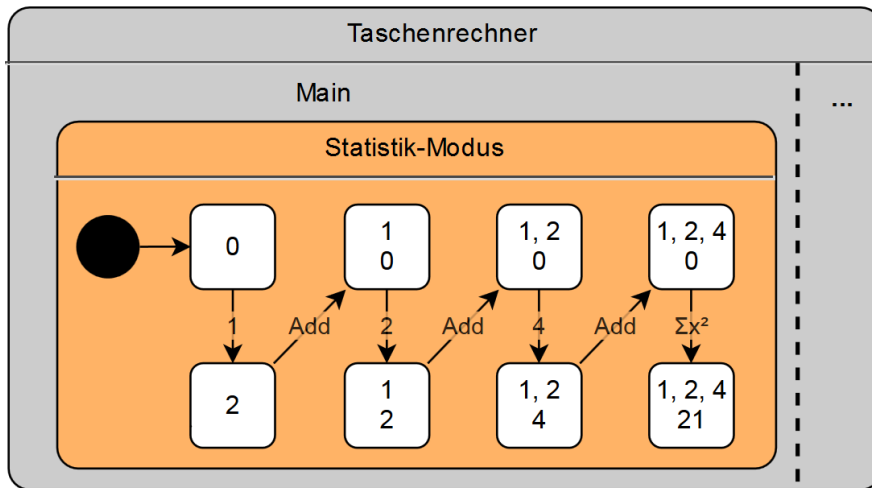 Taschenrechner
Main
...
Statistik-Modus
0
1
0
1, 2
0
1, 2, 4
0
1
Add
2
Add
4
Add
Σx²
2
1
2
1, 2
4
1, 2, 4
21